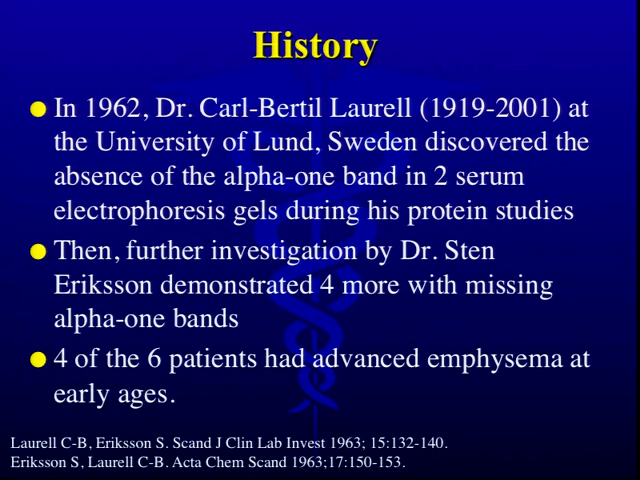 History
In 1962, Dr. Carl-Bertil Laurell (1919-2001) at
the University of Lund, Sweden discovered the
absence of the alpha-one band in 2 serum
electrophoresis gels during his protein studies
Then, further investigation by Dr. Sten
Eriksson demonstrated 4 more with missing
alpha-one bands
4 of the 6 patients had advanced emphysema at
early ages.
Laurell C-B, Eriksson S. Scand J Clin Lab Invest 1963; 15:132-140.
Eriksson S, Laurell C-B. Acta Chem Scand 1963;17:150-153.